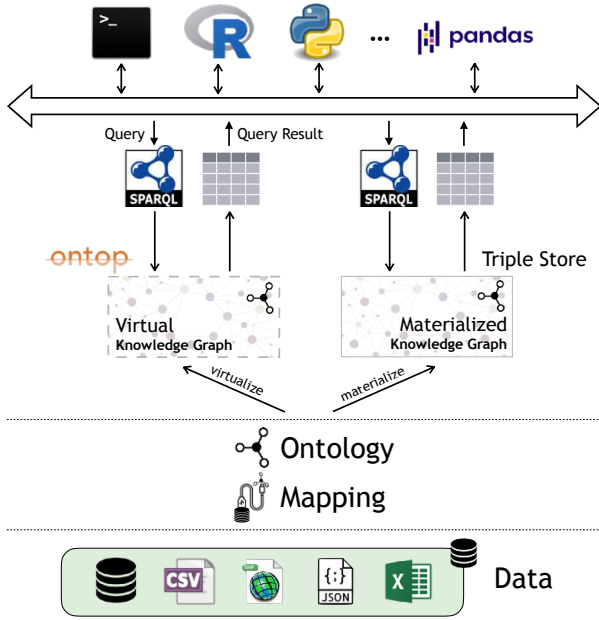 >_
R
...
pandas
Query
Query Result
SPARQL
SPARQL
ontop
Triple Store
Virtual
Knowledge Graph
Materialized
Knowledge Graph
virtualize
materialize
Ontology
Mapping
CSV
SHP
{;}
JSON
X
Data